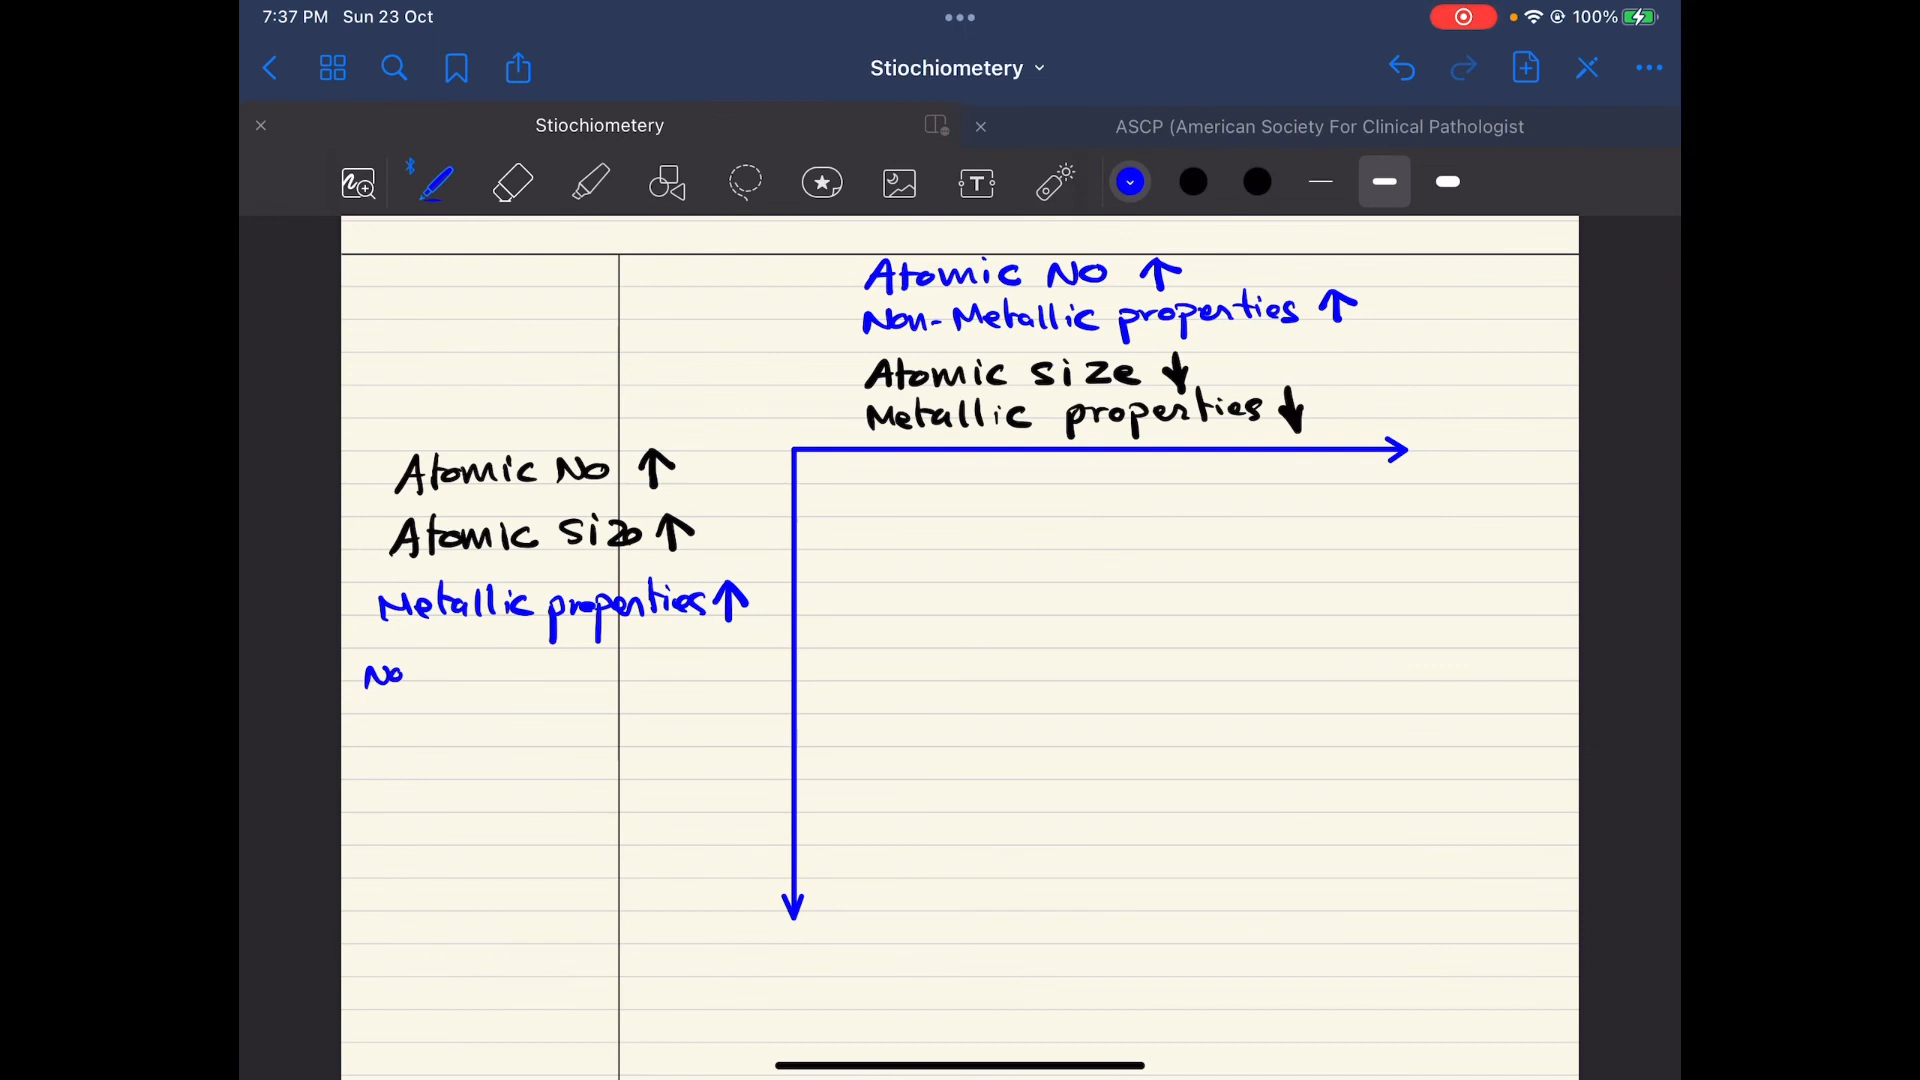 7:37 PM Sun 23 Oct
100%
Stiochiometery
Stiochiometery
ASCP (American Society For Clinical Pathologist
T
Atomic No ↑
Non-Metallic properties ↑
Atomic size ↓
Metallic properties ↓
Atomic No ↑
Atomic Size ↑
Metallic properties ↑
No